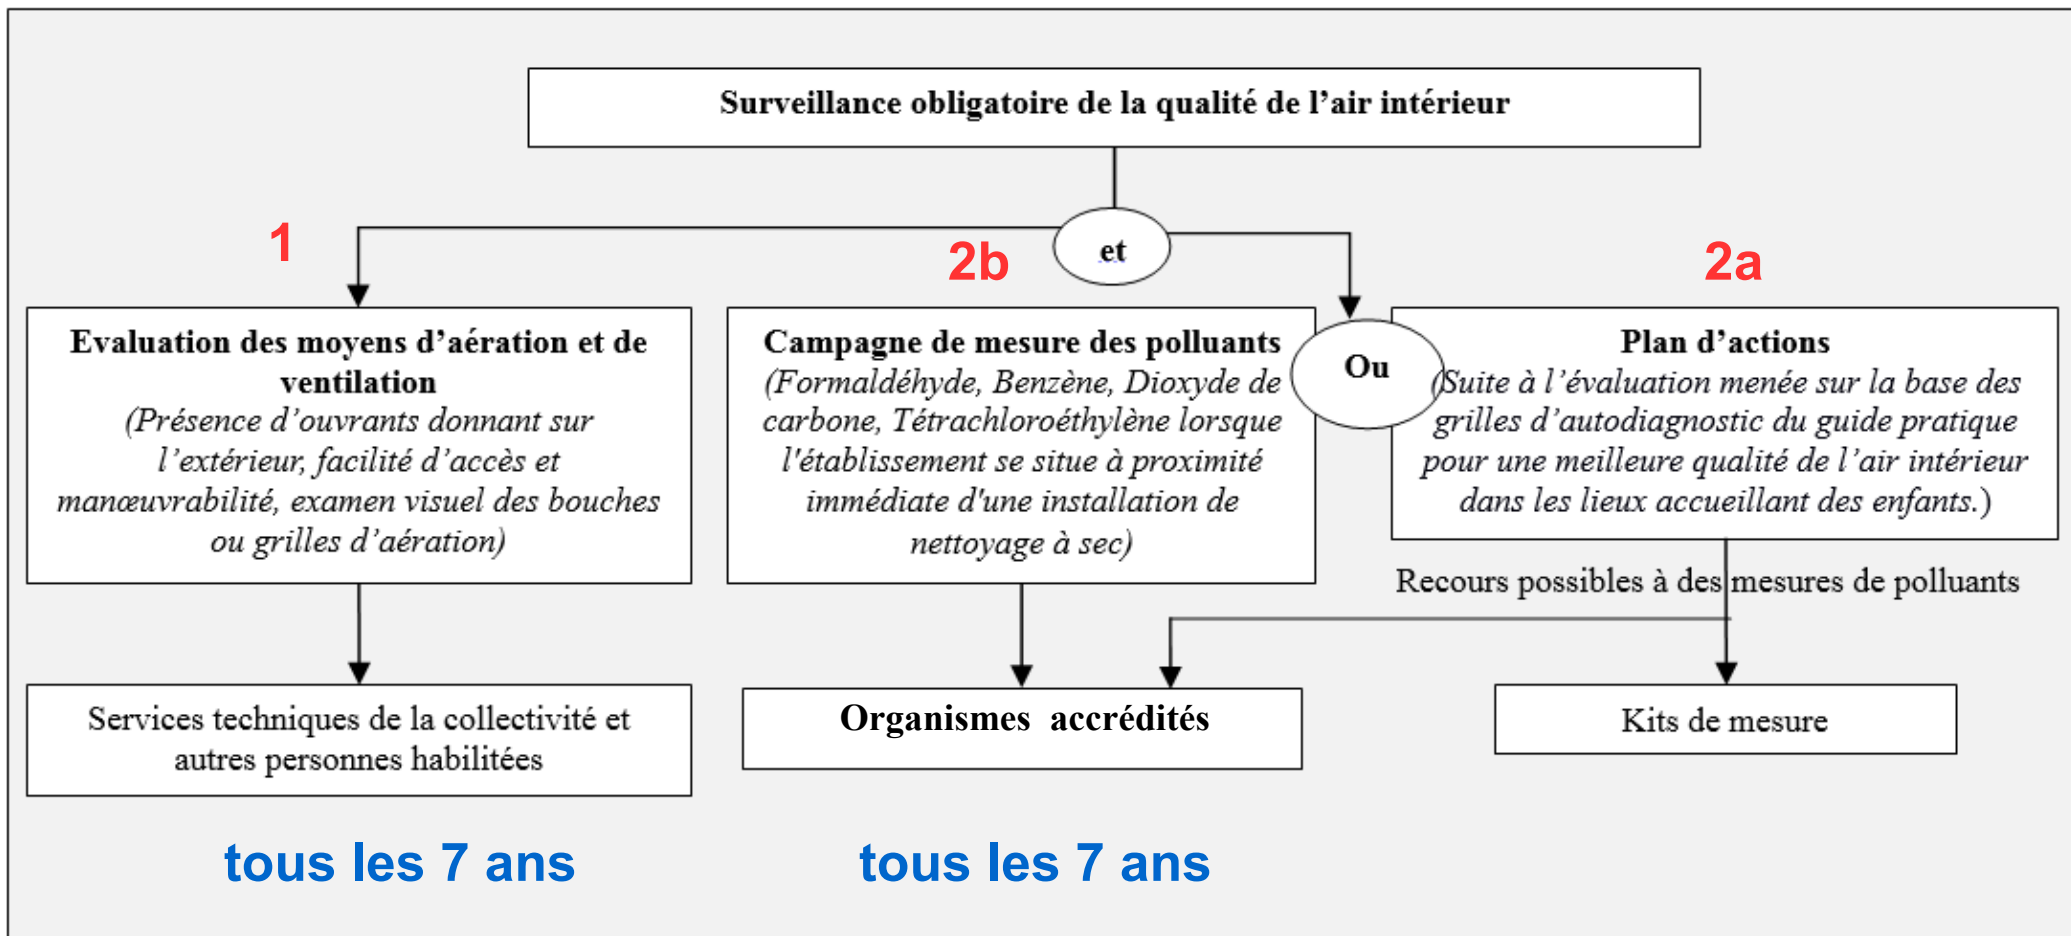 Surveillance obligatoire de la qualité de l’air intérieur
et
1
Evaluation des moyens d’aération et de
ventilation
(Présence d’ouvrants donnant sur
l’extérieur, facilité d’accès et
manœuvrabilité, examen visuel des bouches
ou grilles d’aération)
Services techniques de la collectivité et
autres personnes habilitées
tous les 7 ans
2b
Campagne de mesure des polluants
(Formaldéhyde, Benzène, Dioxyde de
carbone, Tétrachloroéthylène lorsque
l'établissement se situe à proximité
immédiate d'une installation de
nettoyage à sec)
Organismes accrédités
tous les 7 ans
Ou
2a
Plan d’actions
(Suite à l’évaluation menée sur la base des
grilles d’autodiagnostic du guide pratique
pour une meilleure qualité de l’air intérieur
dans les lieux accueillant des enfants.)
Recours possibles à des mesures de polluants
Kits de mesure